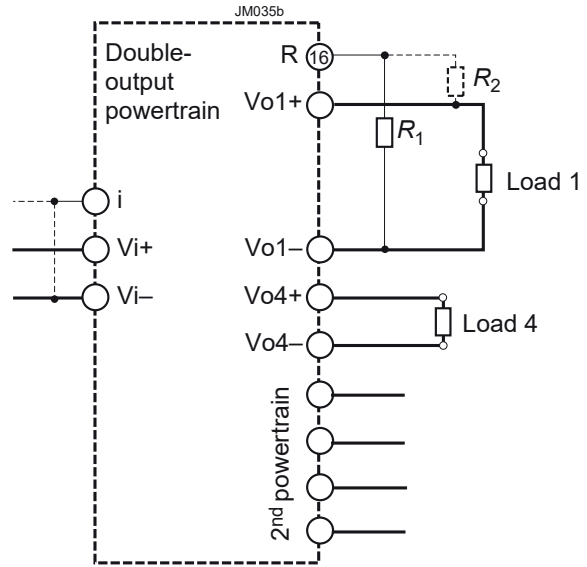 JM035b
Double-
output
powertrain
R
16
R2
Vo1+
R1
Load 1
i
Vi+
Vo1–
Vi–
Vo4+
Load 4
Vo4–
2nd powertrain